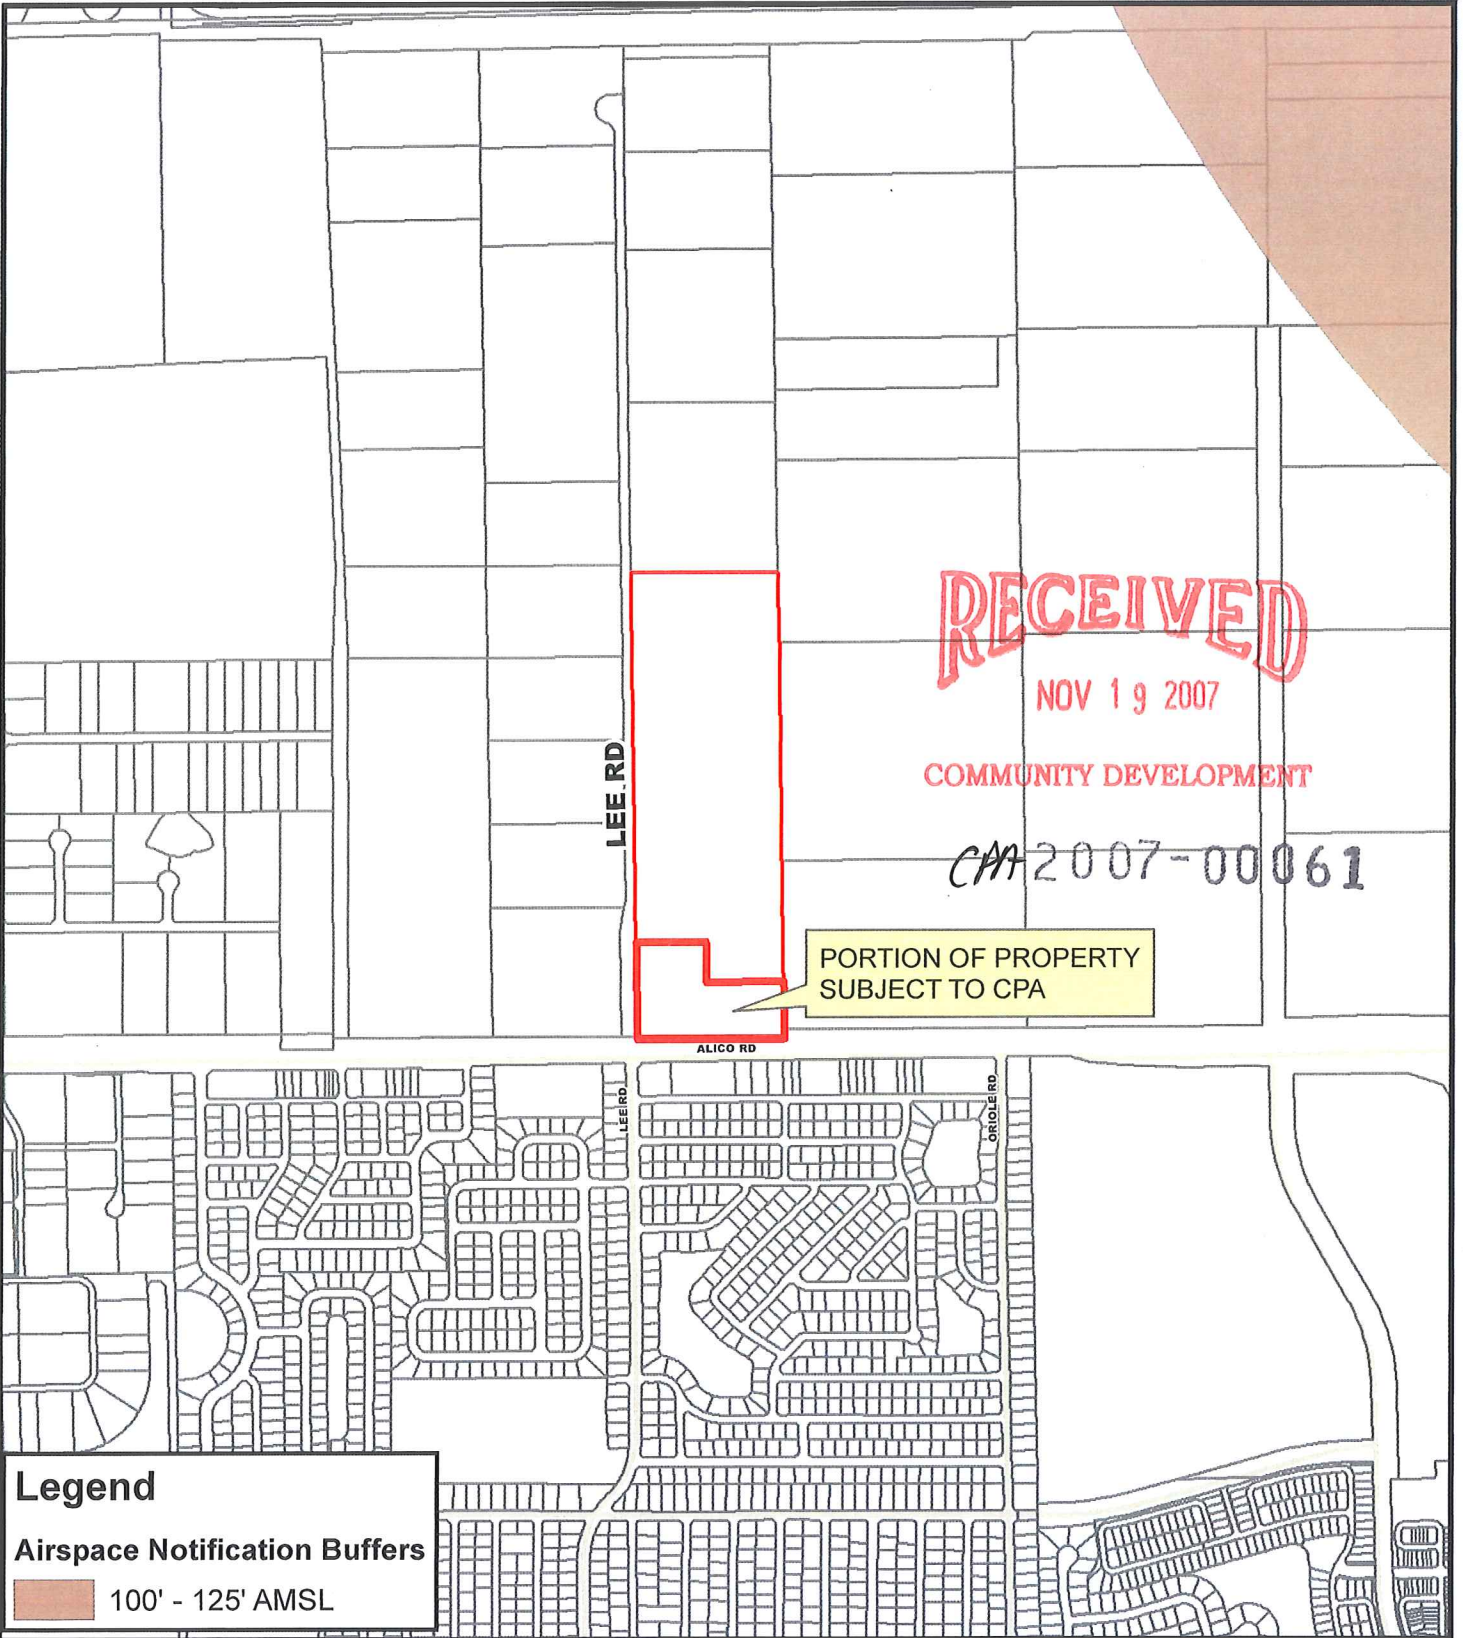 RECEIVED
NOV 19 2007
COMMUNITY DEVELOPMENT
LEE RD
CPA 2007-00061
PORTION OF PROPERTY
SUBJECT TO CPA
ALICO RD
LEE RD
ORIOLE RD
Legend
Airspace Notification Buffers
100' - 125' AMSL